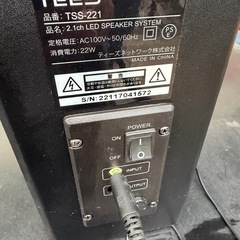 品番: TSS-221
品名: 2.1ch LED SPEAKER SYSTEM
定格電圧: AC100V~50/60Hz
消費電力: 22W
ティーズネットワーク株式会社
MADE IN CHINA
警告
S/N: 22117041572
POWER
ON
OFF
INPUT
OUTPUT